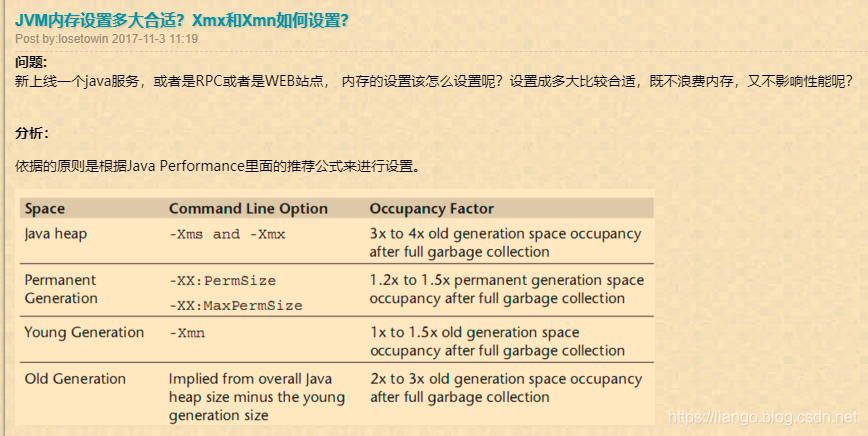 JVM内存设置多大合适？Xmx和Xmn如何设置？
Post by:losetowin 2017-11-3 11:19
问题:
新上线一个java服务，或者是RPC或者是WEB站点， 内存的设置该怎么设置呢？设置成多大比较合适，既不浪费内存，又不影响性能呢？
分析：
依据的原则是根据Java Performance里面的推荐公式来进行设置。
Space Command Line Option Occupancy Factor
Java heap -Xms and -Xmx 3x to 4x old generation space occupancy
after full garbage collection
Permanent -XX:PermSize 1.2x to 1.5x permanent generation space
Generation -XX:MaxPermSize occupancy after full garbage collection
Young Generation -Xmn 1x to 1.5x old generation space
occupancy after full garbage collection
Old Generation Implied from overall Java 2x to 3x old generation space occupancy
heap size minus the young after full garbage collection
generation size
https://liango.blog.csdn.net